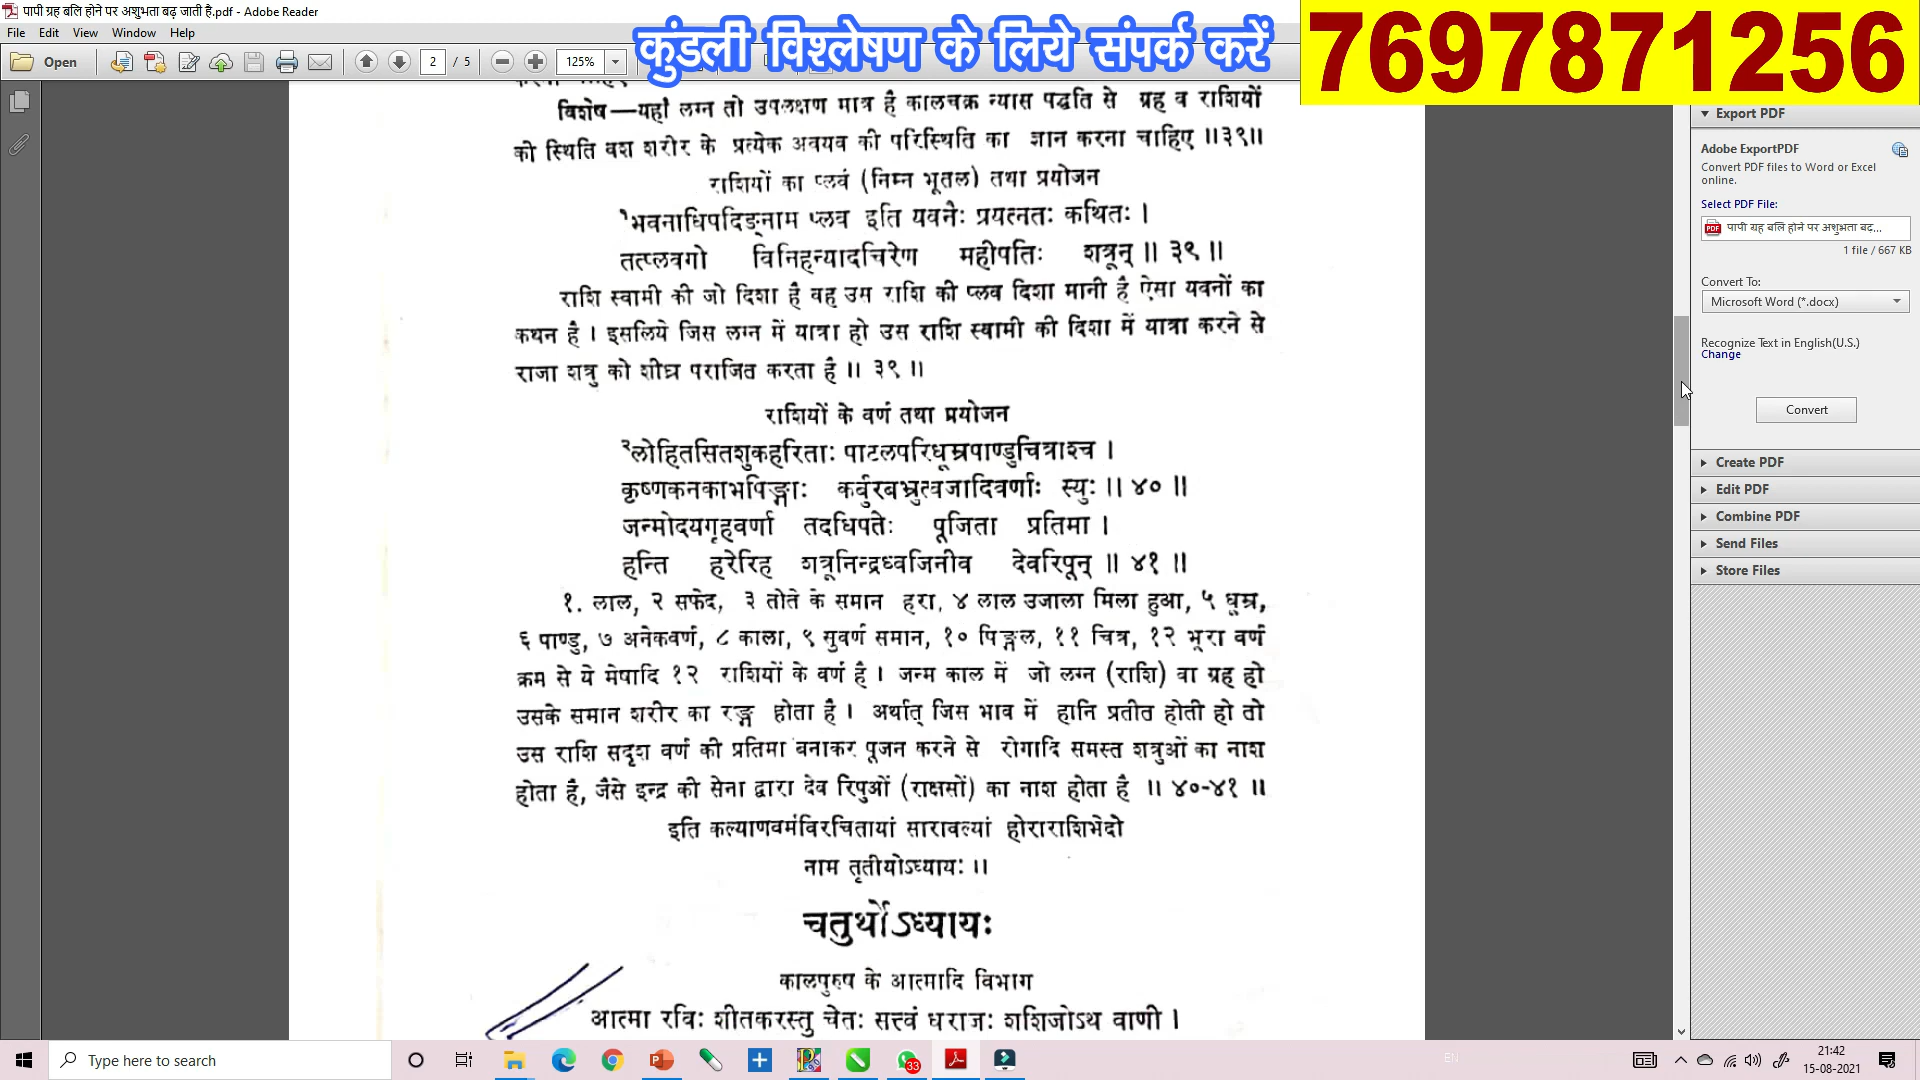 पापी ग्रह बलि होने पर अशुभता बढ़ जाती है.pdf - Adobe Reader
File Edit View Window Help
कुंडली विश्लेषण के लिये संपर्क करें
7697871256
Open
2 / 5
125%
विशेष—यहाँ लग्न तो उपलक्षण मात्र है कालचक्र न्यास पद्धति से ग्रह व राशियों
की स्थिति वश शरीर के प्रत्येक अवयव की परिस्थिति का ज्ञान करना चाहिए ॥३९॥
राशियों का प्लवं (निम्न भूतल) तथा प्रयोजन
१भवनाधिपदिङ्नाम प्लव इति यवनैः प्रयत्नतः कथितः ।
तत्प्लवगो विनिहन्यादचिरेण महीपतिः शत्रून् ॥ ३९ ॥
राशि स्वामी की जो दिशा है वह उस राशि की प्लव दिशा मानी है ऐसा यवनों का
कथन है । इसलिये जिस लग्न में यात्रा हो उस राशि स्वामी की दिशा में यात्रा करने से
राजा शत्रु को शीघ्र पराजित करता है ॥ ३९ ॥
राशियों के वर्ण तथा प्रयोजन
२लोहितसितशुकहरिताः पाटलपरिधूम्रपाण्डुचित्राश्च ।
कृष्णकनकाभपिङ्गाः कर्बुरबभ्रुत्वजादिवर्णाः स्युः ॥ ४० ॥
जन्मोदयगृहवर्णा तदधिपतेः पूजिता प्रतिमा ।
हन्ति हरेरिह शत्रूनिन्द्रध्वजिनीव देवरिपून् ॥ ४१ ॥
१. लाल, २ सफेद, ३ तोते के समान हरा, ४ लाल उजाला मिला हुआ, ५ धूम्र,
६ पाण्डु, ७ अनेकवर्ण, ८ काला, ९ सुवर्ण समान, १० पिङ्गल, ११ चित्र, १२ भूरा वर्ण
क्रम से ये मेषादि १२ राशियों के वर्ण है । जन्म काल में जो लग्न (राशि) वा ग्रह हो
उसके समान शरीर का रङ्ग होता है । अर्थात् जिस भाव में हानि प्रतीत होती हो तो
उस राशि सदृश वर्ण की प्रतिमा बनाकर पूजन करने से रोगादि समस्त शत्रुओं का नाश
होता है, जैसे इन्द्र की सेना द्वारा देव रिपुओं (राक्षसों) का नाश होता है ॥ ४०-४१ ॥
इति कल्याणवर्मविरचितायां सारावल्यां होराराशिभेदो
नाम तृतीयोऽध्यायः ॥
चतुर्थोऽध्यायः
कालपुरुष के आत्मादि विभाग
आत्मा रविः शीतकरस्तु चेतः सत्त्वं धराजः शशिजोऽथ वाणी ।
Export PDF
Adobe ExportPDF
Convert PDF files to Word or Excel
online.
Select PDF File:
पापी ग्रह बलि होने पर अशुभता बढ़...
1 file / 667 KB
Convert To:
Microsoft Word (*.docx)
Recognize Text in English(U.S.)
Change
Convert
Create PDF
Edit PDF
Combine PDF
Send Files
Store Files
Type here to search
33
EN
21:42
15-08-2021